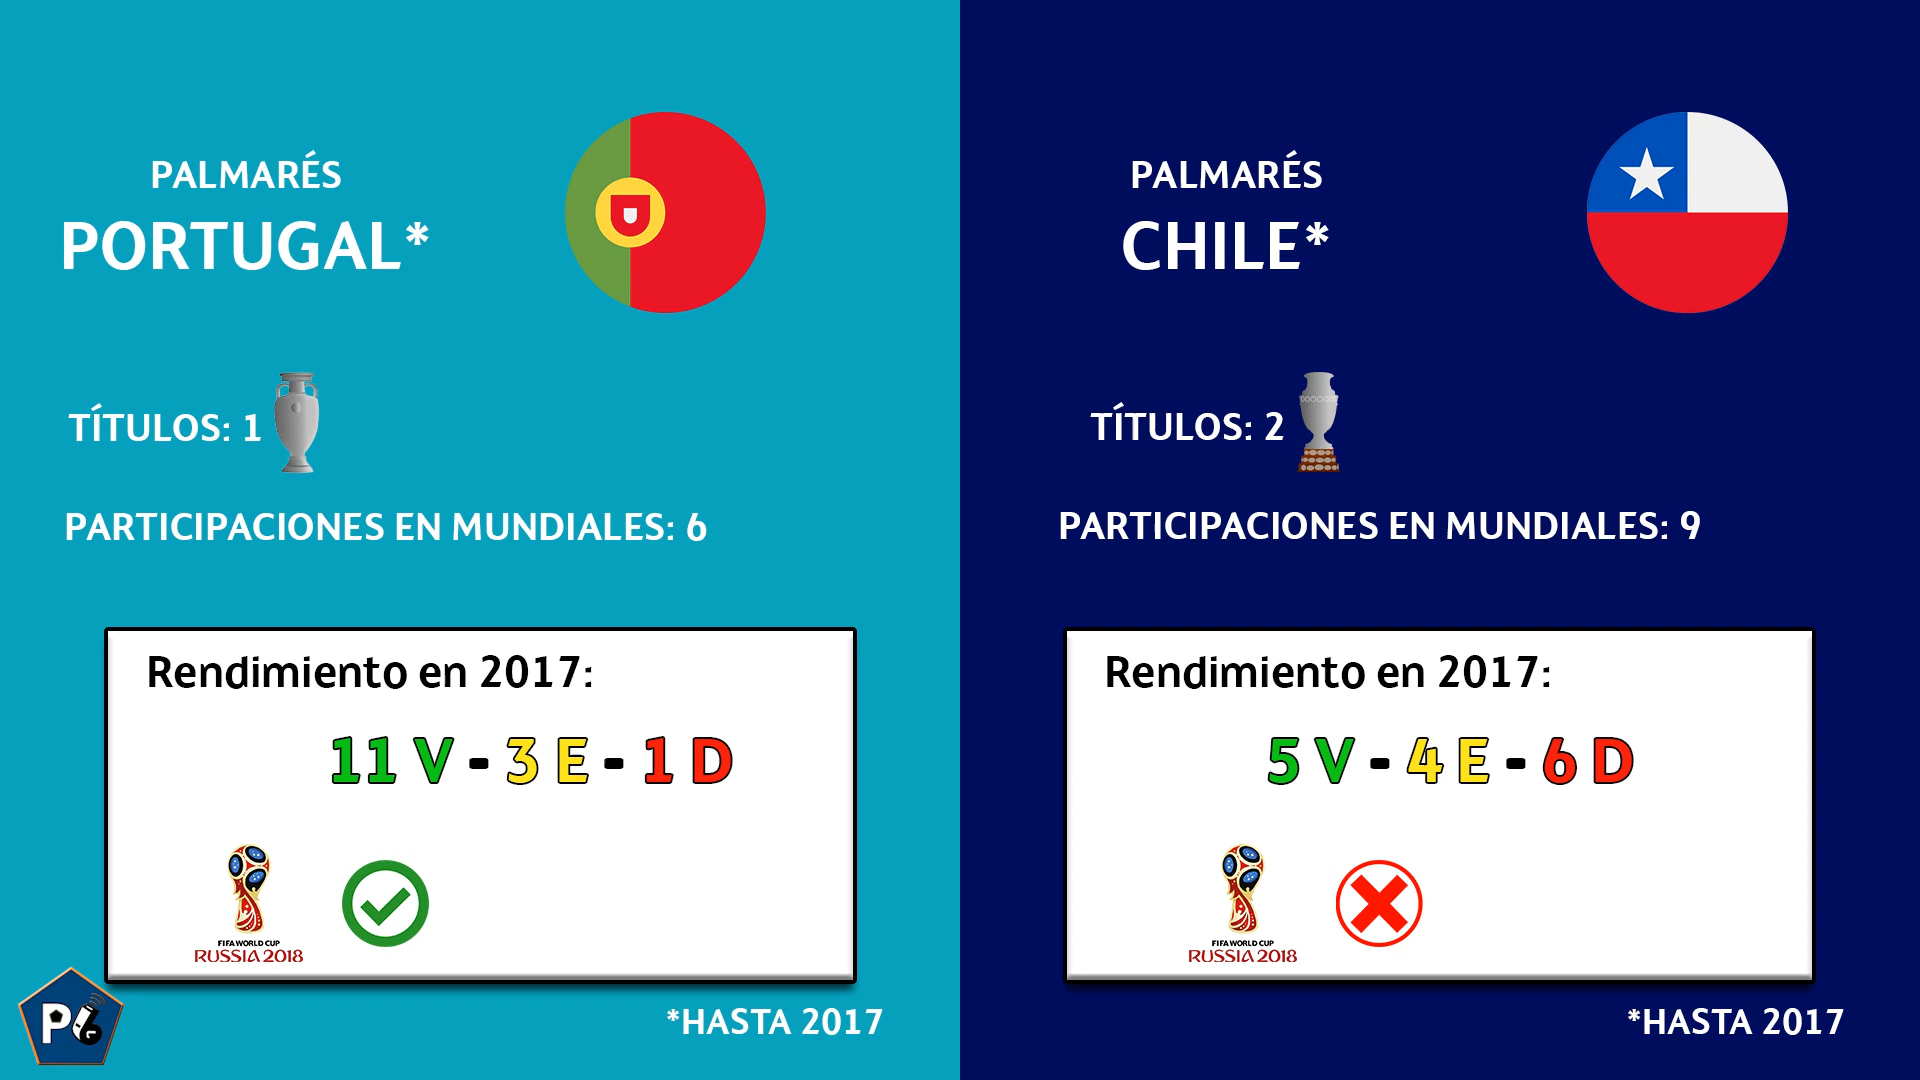 PALMARÉS
PORTUGAL*
TÍTULOS: 1
PARTICIPACIONES EN MUNDIALES: 6
Rendimiento en 2017:
11 V - 3 E - 1 D
FIFA WORLD CUP
RUSSIA 2018
*HASTA 2017
P6
PALMARÉS
CHILE*
TÍTULOS: 2
PARTICIPACIONES EN MUNDIALES: 9
Rendimiento en 2017:
5 V - 4 E - 6 D
FIFA WORLD CUP
RUSSIA 2018
*HASTA 2017